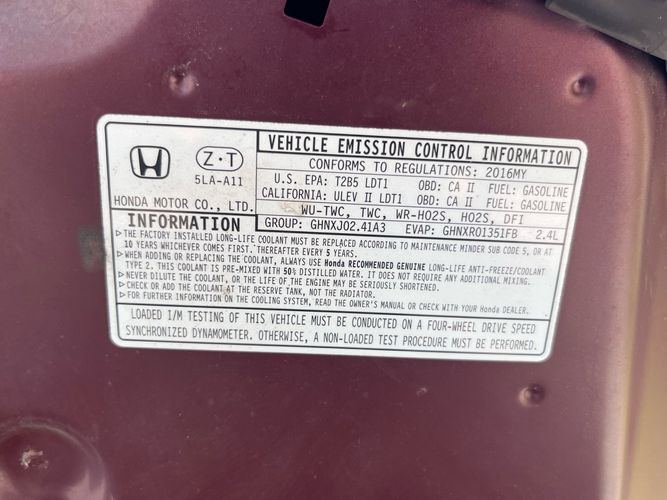 VEHICLE EMISSION CONTROL INFORMATION
Z·T
5LA-A11
HONDA MOTOR CO., LTD.
CONFORMS TO REGULATIONS: 2016MY
U.S. EPA: T2B5 LDT1 OBD: CA II FUEL: GASOLINE
CALIFORNIA: ULEV II LDT1 OBD: CA II FUEL: GASOLINE
WU-TWC, TWC, WR-HO2S, HO2S, DFI
GROUP: GHNXJ02.41A3 EVAP: GHNXR01351FB 2.4L
INFORMATION
▷THE FACTORY INSTALLED LONG-LIFE COOLANT MUST BE REPLACED ACCORDING TO MAINTENANCE MINDER SUB CODE 5, OR AT
10 YEARS WHICHEVER COMES FIRST. THEREAFTER EVERY 5 YEARS.
▷WHEN ADDING OR REPLACING THE COOLANT, ALWAYS USE Honda RECOMMENDED GENUINE LONG-LIFE ANTI-FREEZE/COOLANT
TYPE 2. THIS COOLANT IS PRE-MIXED WITH 50% DISTILLED WATER. IT DOES NOT REQUIRE ANY ADDITIONAL MIXING.
▷NEVER DILUTE THE COOLANT, OR THE LIFE OF THE ENGINE MAY BE SERIOUSLY SHORTENED.
▷CHECK OR ADD THE COOLANT AT THE RESERVE TANK, NOT THE RADIATOR.
▷FOR FURTHER INFORMATION ON THE COOLING SYSTEM, READ THE OWNER'S MANUAL OR CHECK WITH YOUR Honda DEALER.
LOADED I/M TESTING OF THIS VEHICLE MUST BE CONDUCTED ON A FOUR-WHEEL DRIVE SPEED
SYNCHRONIZED DYNAMOMETER. OTHERWISE, A NON-LOADED TEST PROCEDURE MUST BE PERFORMED.